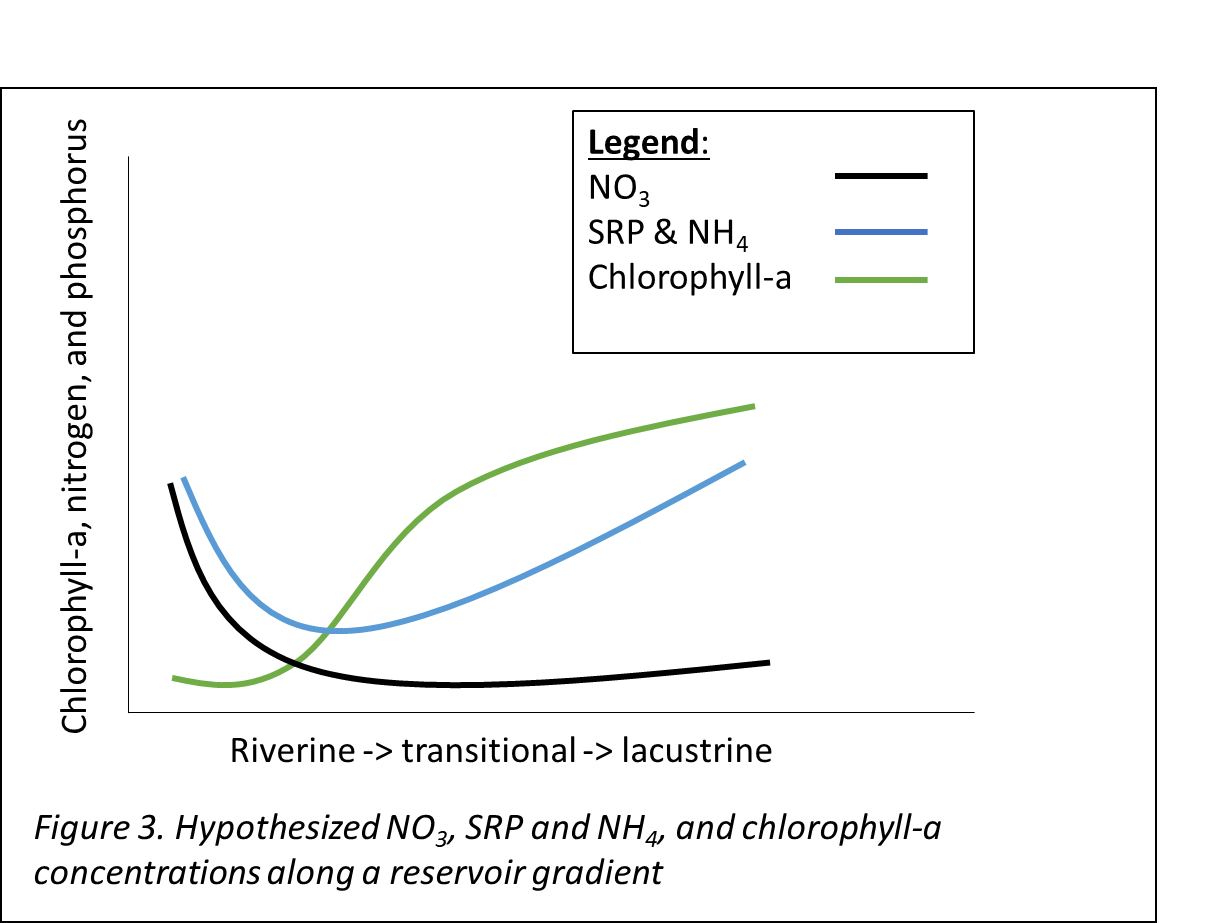 Chlorophyll-a, nitrogen, and phosphorus
Legend:
NO₃
SRP & NH₄
Chlorophyll-a
Riverine -> transitional -> lacustrine
Figure 3. Hypothesized NO₃, SRP and NH₄, and chlorophyll-a
concentrations along a reservoir gradient